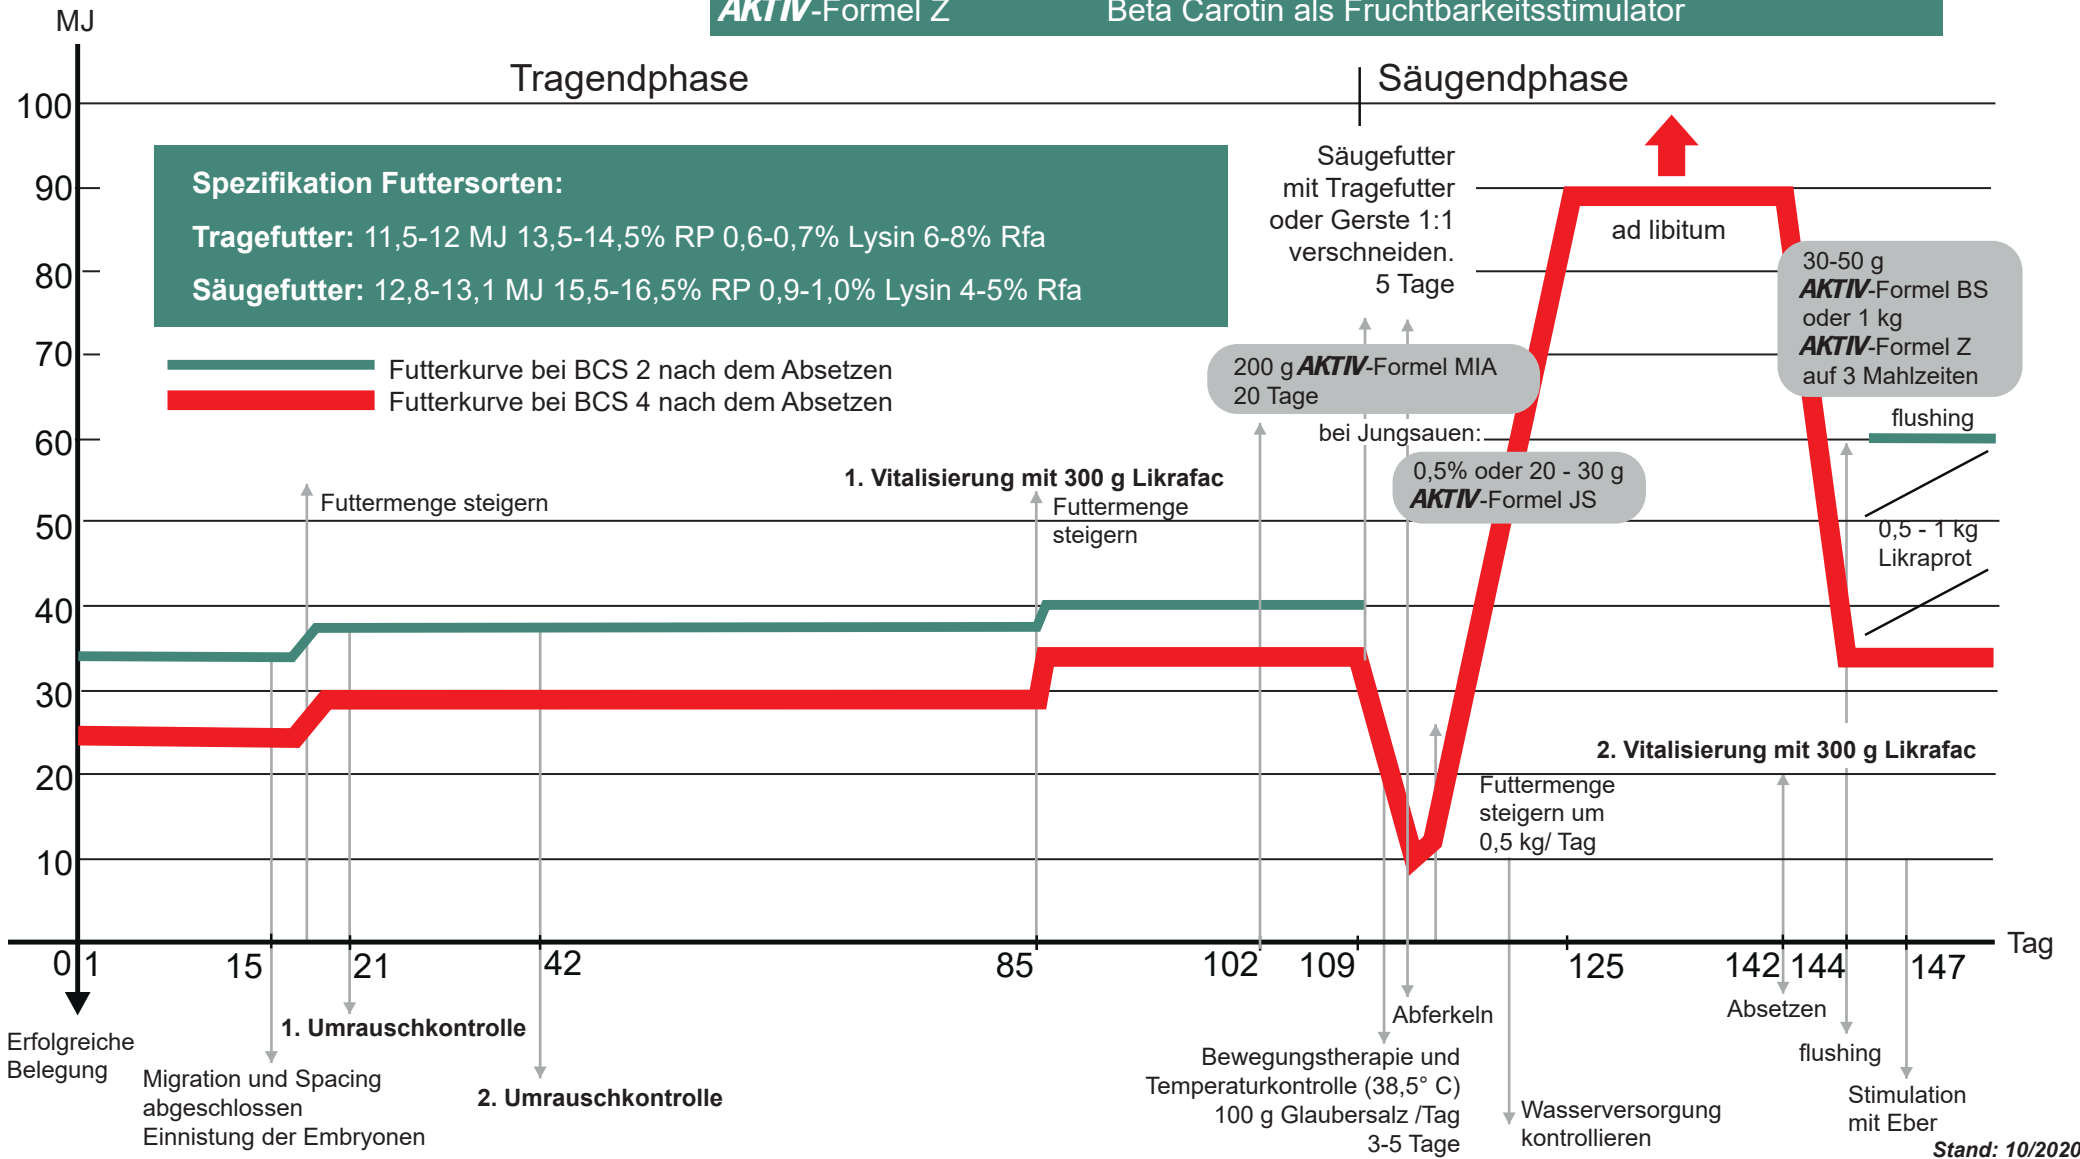 AKTIV-Formel Z Beta Carotin als Fruchtbarkeitsstimulator
MJ
Tragendphase
Säugendphase
100
90
80
70
60
50
40
30
20
10
Spezifikation Futtersorten:
Tragefutter: 11,5-12 MJ 13,5-14,5% RP 0,6-0,7% Lysin 6-8% Rfa
Säugefutter: 12,8-13,1 MJ 15,5-16,5% RP 0,9-1,0% Lysin 4-5% Rfa
Futterkurve bei BCS 2 nach dem Absetzen
Futterkurve bei BCS 4 nach dem Absetzen
Säugefutter
mit Tragefutter
oder Gerste 1:1
verschneiden.
5 Tage
ad libitum
30-50 g
AKTIV-Formel BS
oder 1 kg
AKTIV-Formel Z
auf 3 Mahlzeiten
200 g AKTIV-Formel MIA
20 Tage
flushing
bei Jungsauen:
0,5% oder 20 - 30 g
AKTIV-Formel JS
Futtermenge steigern
1. Vitalisierung mit 300 g Likrafac
Futtermenge
steigern
0,5 - 1 kg
Likraprot
2. Vitalisierung mit 300 g Likrafac
Futtermenge
steigern um
0,5 kg/ Tag
0 1 15 21 42 85 102 109 125 142 144 147
Tag
Erfolgreiche
Belegung
1. Umrauschkontrolle
Migration und Spacing
abgeschlossen
Einnistung der Embryonen
2. Umrauschkontrolle
Abferkeln
Bewegungstherapie und
Temperaturkontrolle (38,5° C)
100 g Glaubersalz /Tag
3-5 Tage
Wasserversorgung
kontrollieren
Absetzen
flushing
Stimulation
mit Eber
Stand: 10/2020